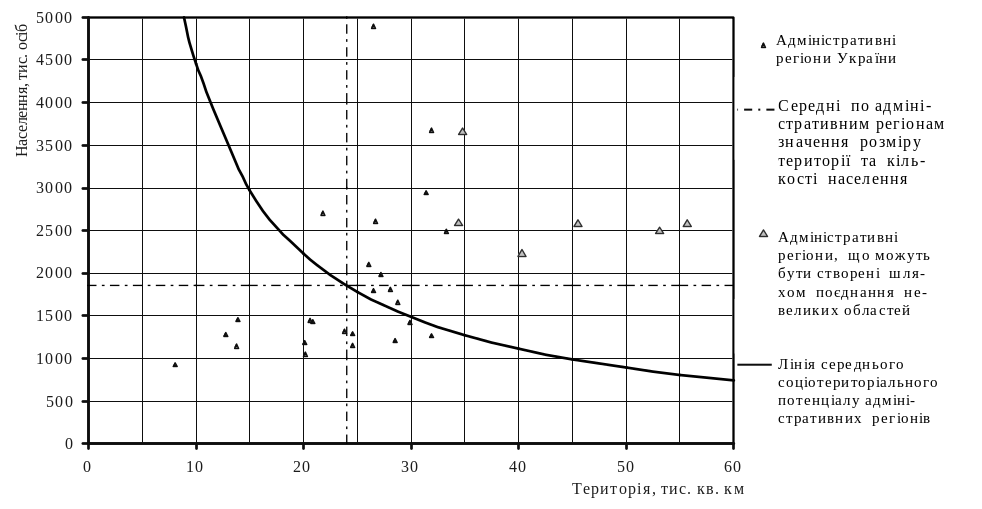 Населення, тис. осіб
5000
4500
4000
3500
3000
2500
2000
1500
1000
500
0
0 10 20 30 40 50 60
Територія, тис. кв. км
Адміністративні
регіони України
Середні по адміні-
стративним регіонам
значення розміру
території та кіль-
кості населення
Адміністративні
регіони, що можуть
бути створені шля-
хом поєднання не-
великих областей
Лінія середнього
соціотериторіального
потенціалу адміні-
стративних регіонів